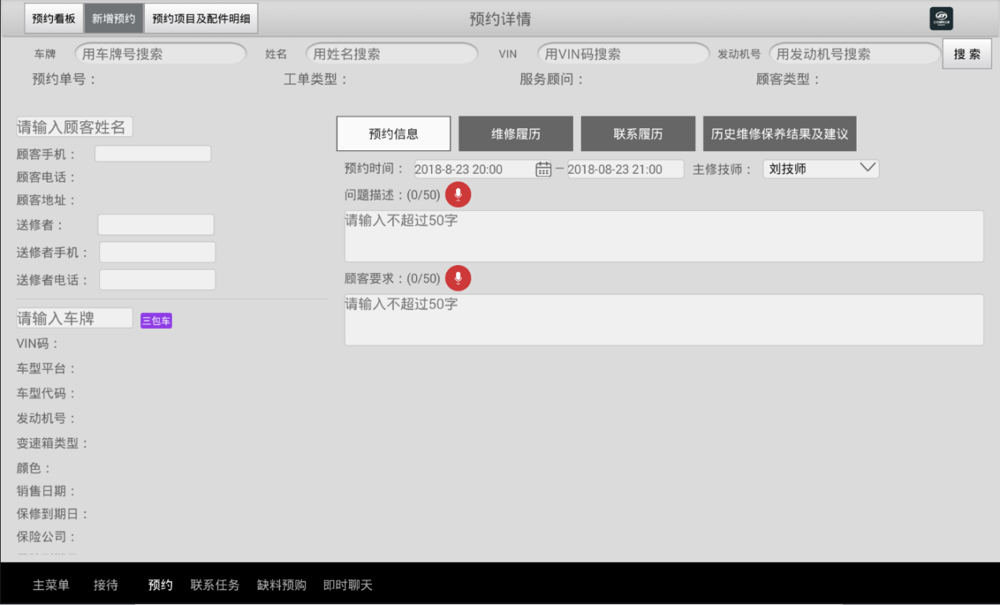 预约看板 新增预约 预约项目及配件明细 预约详情
车牌 用车牌号搜索 姓名 用姓名搜索 VIN 用VIN码搜索 发动机号 用发动机号搜索 搜索
预约单号： 工单类型： 服务顾问： 顾客类型：
请输入顾客姓名
顾客手机：
顾客电话：
顾客地址：
送修者：
送修者手机：
送修者电话：
请输入车牌 三包车
VIN码：
车型平台：
车型代码：
发动机号：
变速箱类型：
颜色：
销售日期：
保修到期日：
保险公司：
预约信息 维修履历 联系履历 历史维修保养结果及建议
预约时间： 2018-8-23 20:00 － 2018-08-23 21:00 主修技师： 刘技师
问题描述：(0/50)
请输入不超过50字
顾客要求：(0/50)
请输入不超过50字
主菜单 接待 预约 联系任务 缺料预购 即时聊天